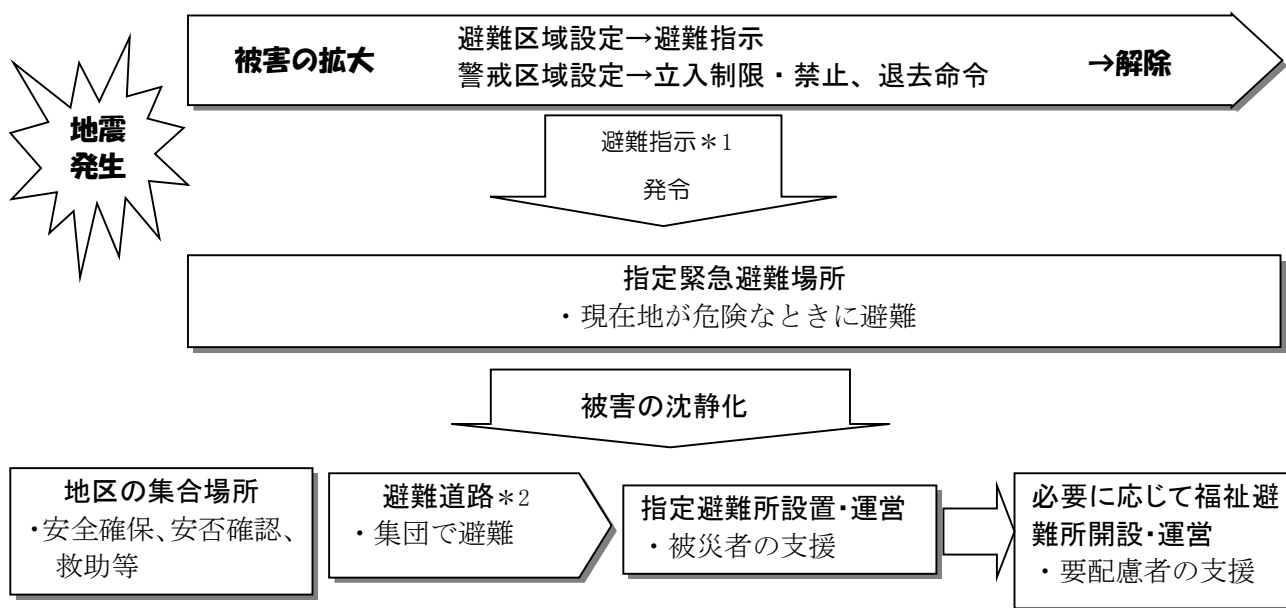 地震
発生
被害の拡大
避難区域設定→避難指示
警戒区域設定→立入制限・禁止、退去命令
→解除
避難指示＊1
発令
指定緊急避難場所
・現在地が危険なときに避難
被害の沈静化
地区の集合場所
・安全確保、安否確認、
救助等
避難道路＊2
・集団で避難
指定避難所設置・運営
・被災者の支援
必要に応じて福祉避
難所開設・運営
・要配慮者の支援